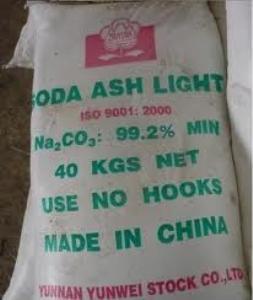 SODA ASH LIGHT
ISO 9001: 2000
Na₂CO₃: 99.2% MIN
40 KGS NET
USE NO HOOKS
MADE IN CHINA
YUNNAN YUNWEI STOCK CO.,LTD